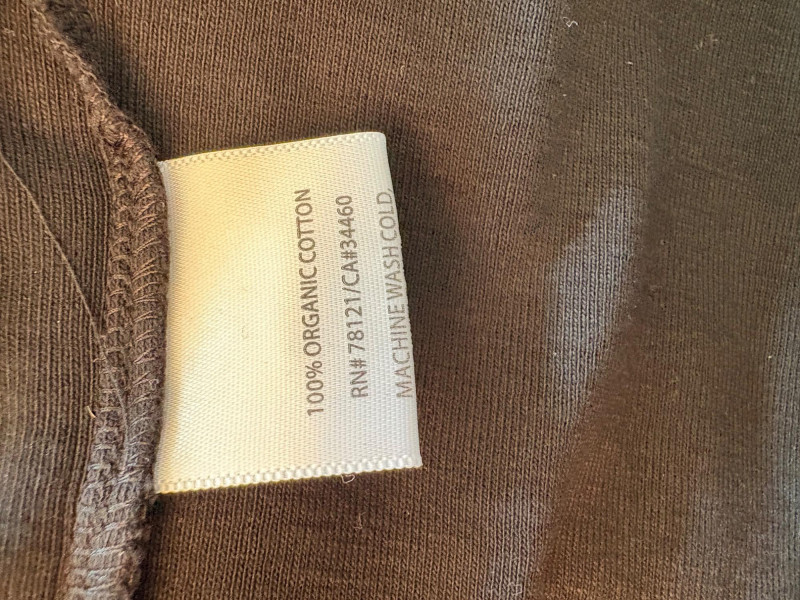 100% ORGANIC COTTON
RN# 78121/CA#34460
MACHINE WASH COLD,